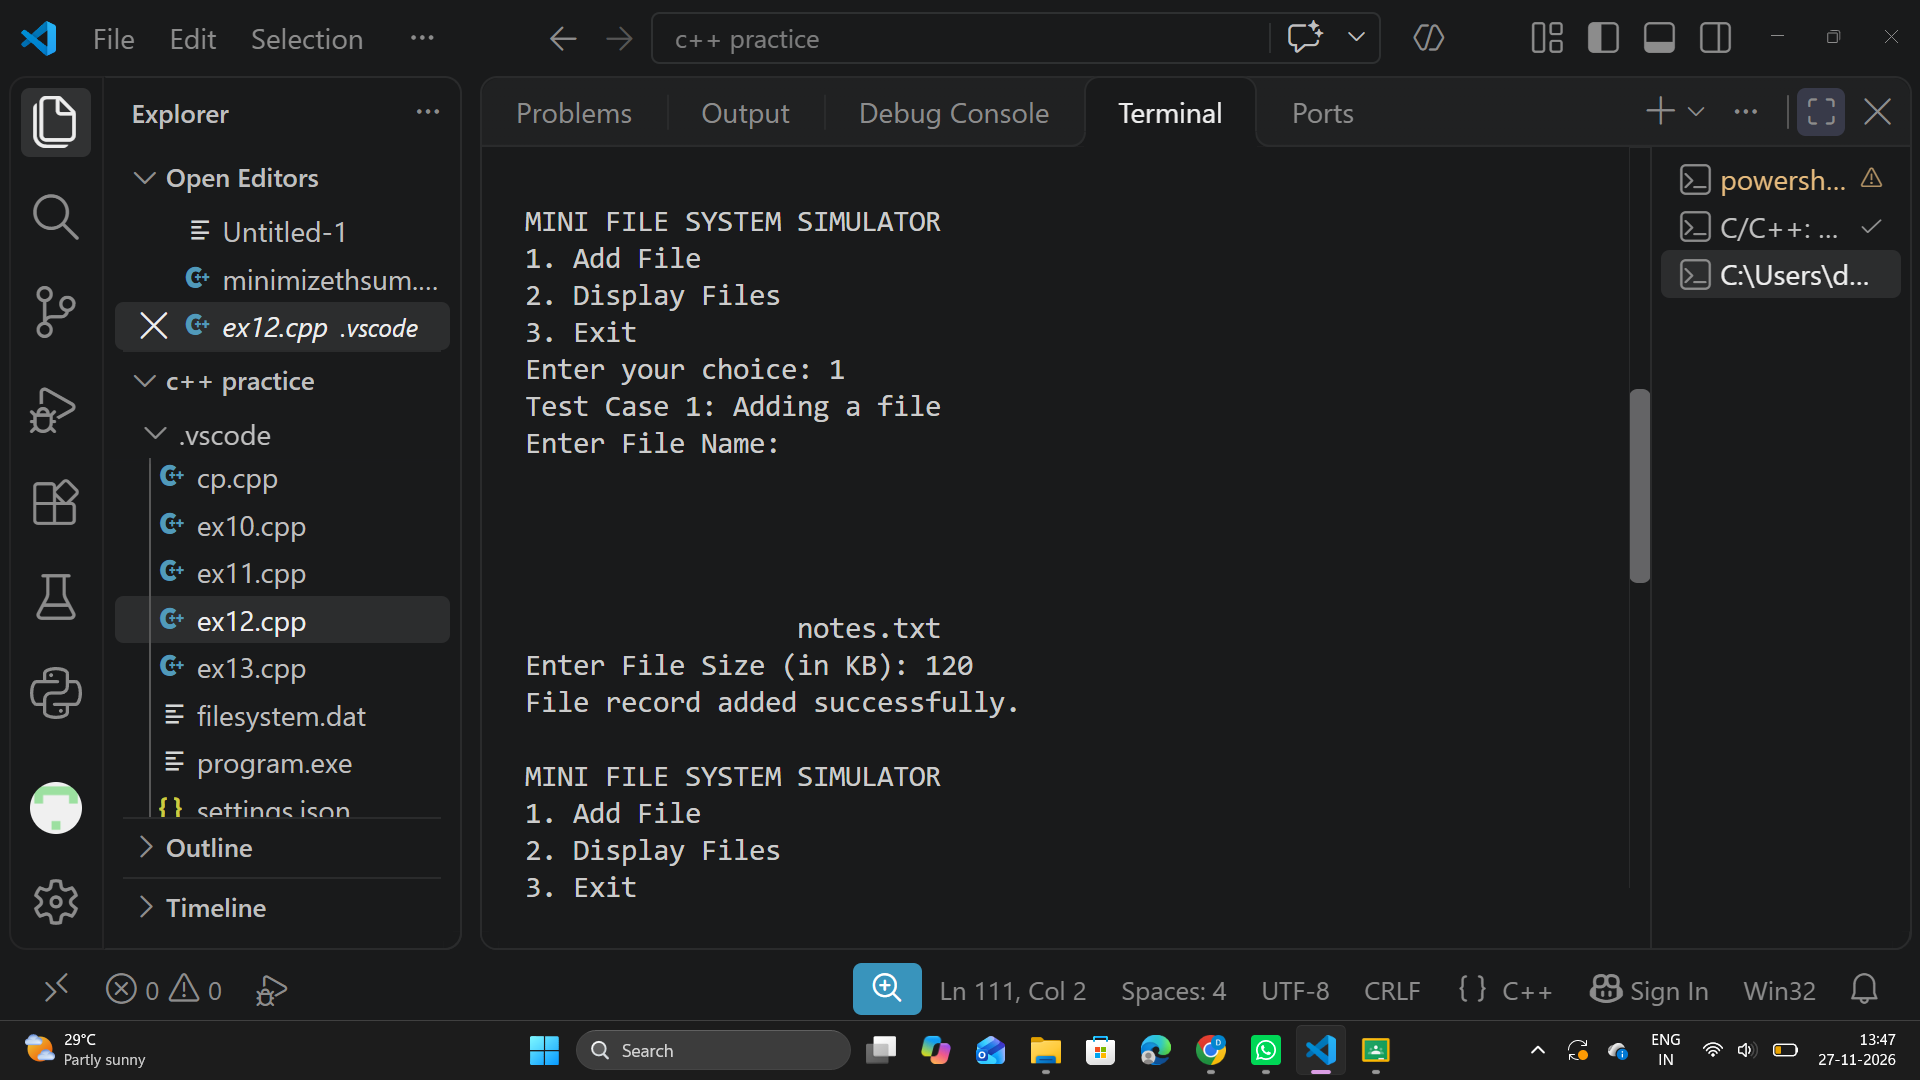 File Edit Selection ···
c++ practice
Explorer ···
Open Editors
Untitled-1
minimizethsum....
ex12.cpp .vscode
c++ practice
.vscode
cp.cpp
ex10.cpp
ex11.cpp
ex12.cpp
ex13.cpp
filesystem.dat
program.exe
settings.json
Outline
Timeline
Problems Output Debug Console Terminal Ports
MINI FILE SYSTEM SIMULATOR
1. Add File
2. Display Files
3. Exit
Enter your choice: 1
Test Case 1: Adding a file
Enter File Name:
notes.txt
Enter File Size (in KB): 120
File record added successfully.
MINI FILE SYSTEM SIMULATOR
1. Add File
2. Display Files
3. Exit
powersh...
C/C++: ...
C:\Users\d...
0 0
Ln 111, Col 2 Spaces: 4 UTF-8 CRLF {} C++ Sign In Win32
29°C
Partly sunny
Search
ENG
IN
13:47
27-11-2026